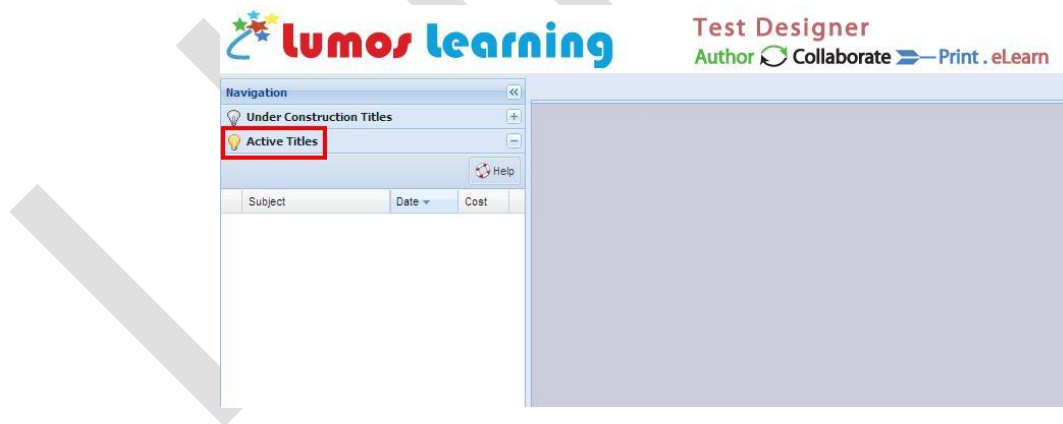 Lumos Learning
Test Designer
Author Collaborate Print . eLearn
Navigation
Under Construction Titles
Active Titles
Help
Subject Date Cost